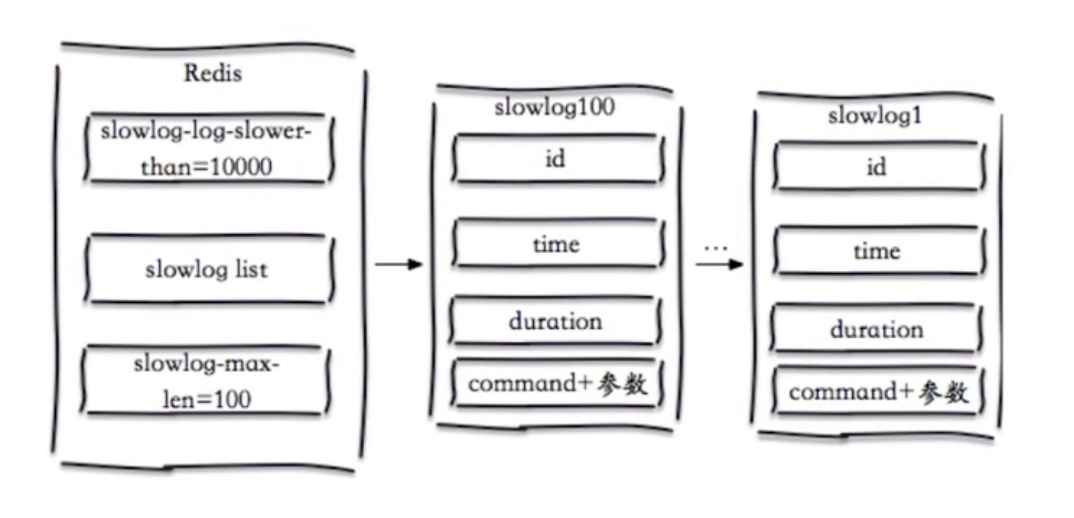 Redis
slowlog-log-slower-
than=10000
slowlog list
slowlog-max-
len=100
slowlog100
id
time
duration
command+参数
...
slowlog1
id
time
duration
command+参数